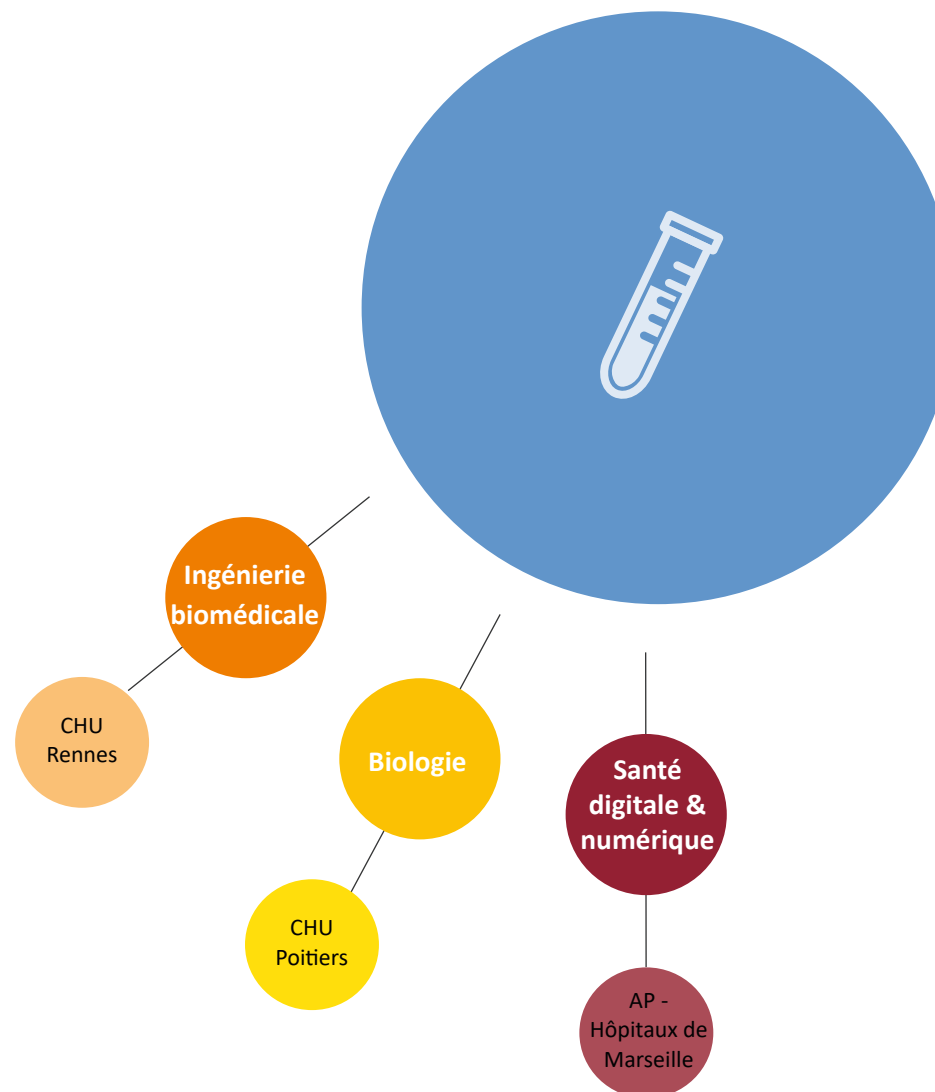 Ingénierie
biomédicale
CHU
Rennes
Biologie
CHU
Poitiers
Santé
digitale &
numérique
AP -
Hôpitaux de
Marseille